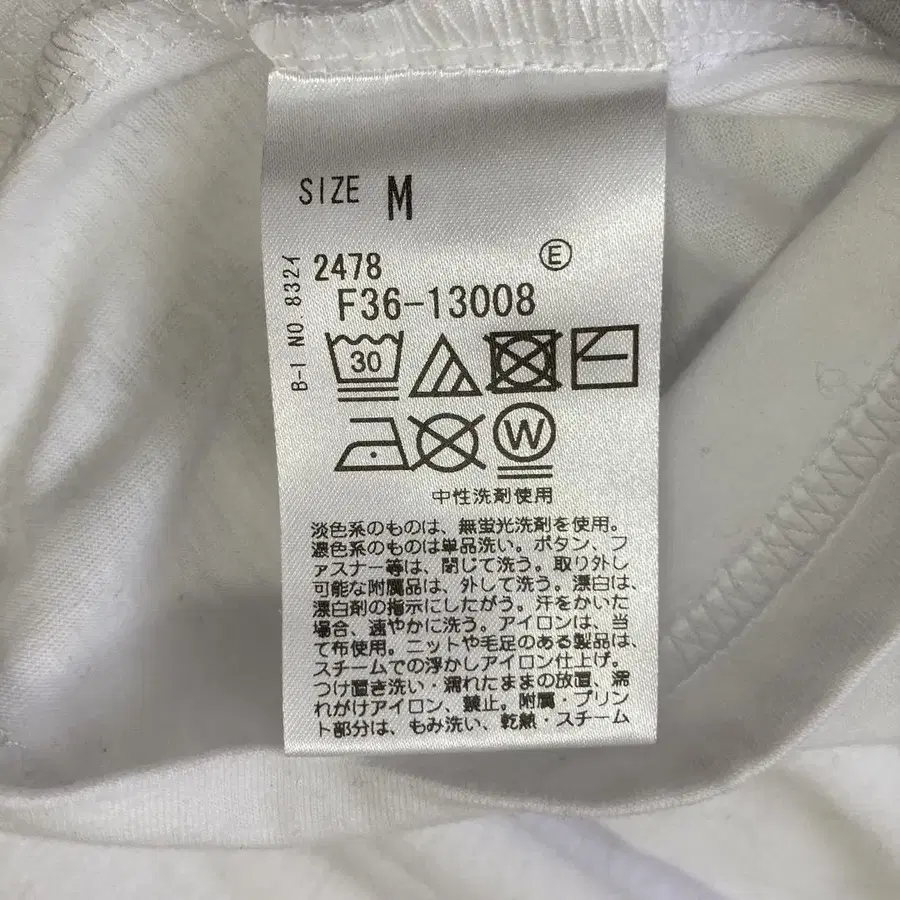 SIZE M
B-I NO. 8324
2478
E
F36-13008
30
W
中性洗剤使用
淡色系のものは、無蛍光洗剤を使用。
濃色系のものは単品洗い。ボタン、フ
ァスナー等は、閉じて洗う。取り外し
可能な附属品は、外して洗う。漂白は、
漂白剤の指示にしたがう。汗をかいた
場合、速やかに洗う。アイロンは、当
て布使用。ニットや毛足のある製品は、
スチームでの浮かしアイロン仕上げ。
つけ置き洗い・濡れたままの放置、濡
れがけアイロン、禁止。附属・プリン
ト部分は、もみ洗い、乾熱・スチーム